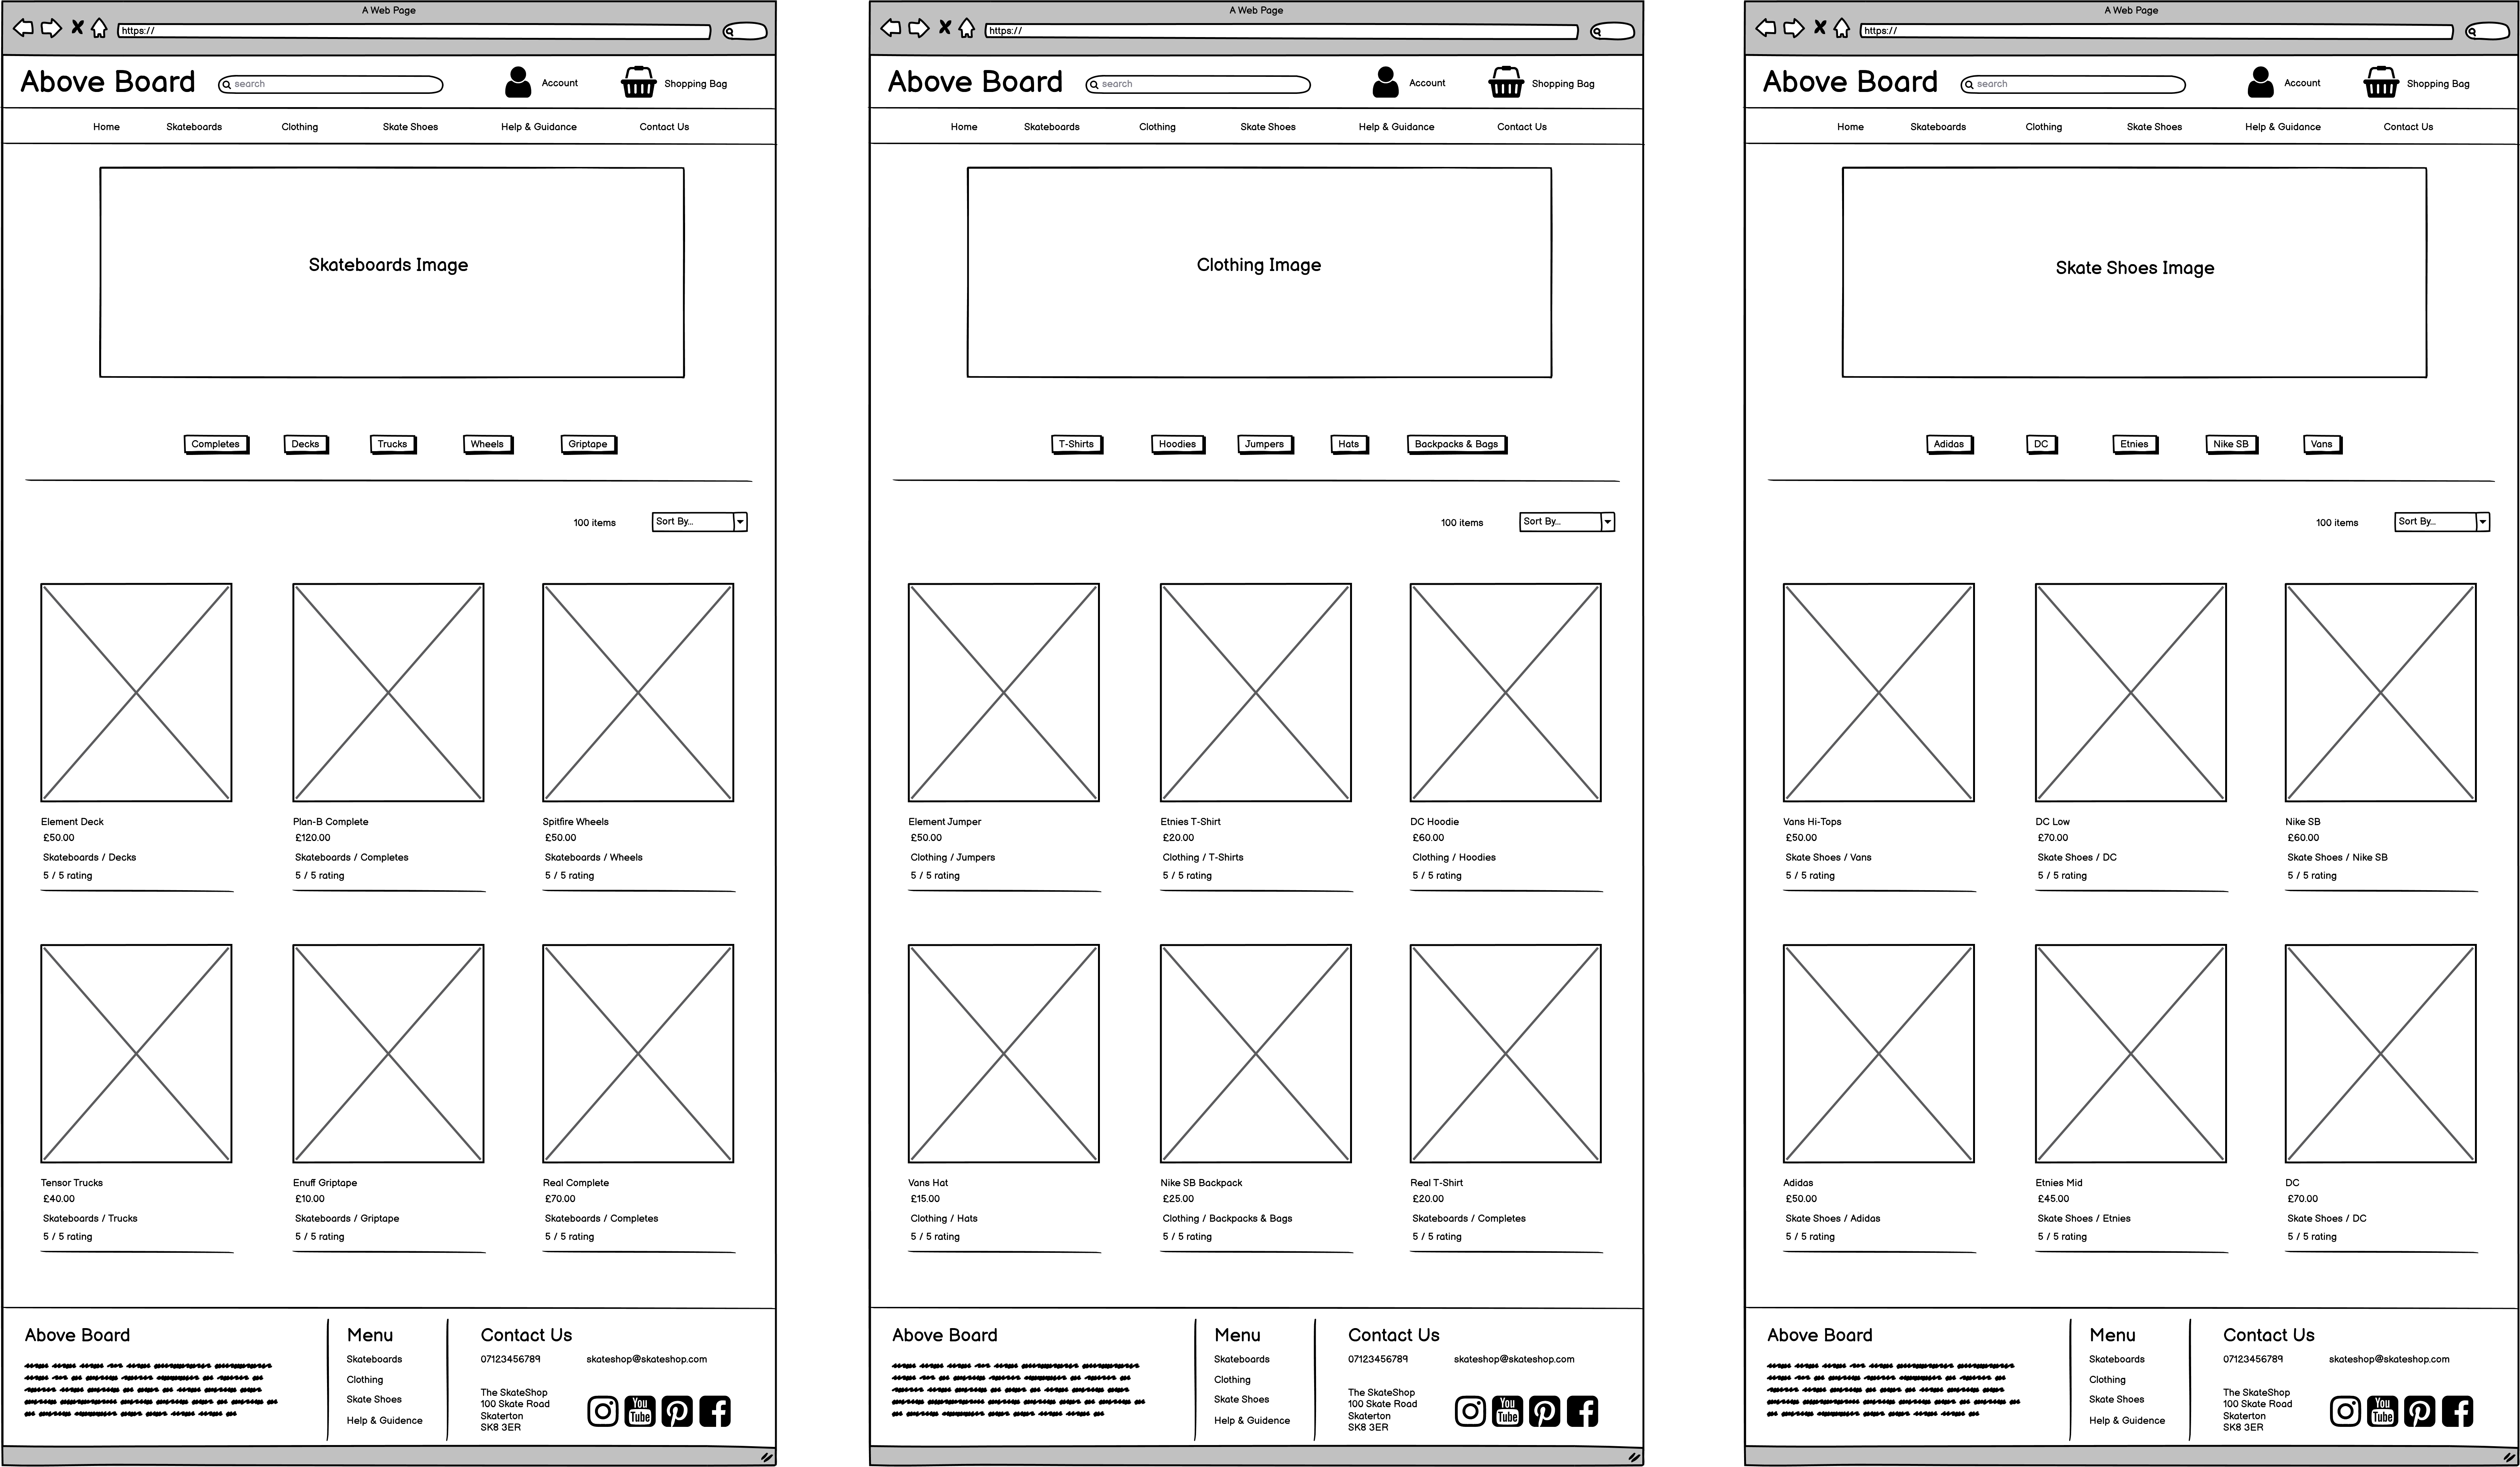 A Web Page
https://
Above Board
search
Account
Shopping Bag
Home Skateboards Clothing Skate Shoes Help & Guidance Contact Us
Skateboards Image
Completes Decks Trucks Wheels Griptape
100 items
Sort By...
Element Deck
£50.00
Skateboards / Decks
5 / 5 rating
Plan-B Complete
£120.00
Skateboards / Completes
5 / 5 rating
Spitfire Wheels
£50.00
Skateboards / Wheels
5 / 5 rating
Tensor Trucks
£40.00
Skateboards / Trucks
5 / 5 rating
Enuff Griptape
£10.00
Skateboards / Griptape
5 / 5 rating
Real Complete
£70.00
Skateboards / Completes
5 / 5 rating
Above Board
Menu
Skateboards
Clothing
Skate Shoes
Help & Guidence
Contact Us
07123456789
skateshop@skateshop.com
The SkateShop
100 Skate Road
Skaterton
SK8 3ER
You
Tube
A Web Page
https://
Above Board
search
Account
Shopping Bag
Home Skateboards Clothing Skate Shoes Help & Guidance Contact Us
Clothing Image
T-Shirts Hoodies Jumpers Hats Backpacks & Bags
100 items
Sort By...
Element Jumper
£50.00
Clothing / Jumpers
5 / 5 rating
Etnies T-Shirt
£20.00
Clothing / T-Shirts
5 / 5 rating
DC Hoodie
£60.00
Clothing / Hoodies
5 / 5 rating
Vans Hat
£15.00
Clothing / Hats
5 / 5 rating
Nike SB Backpack
£25.00
Clothing / Backpacks & Bags
5 / 5 rating
Real T-Shirt
£20.00
Skateboards / Completes
5 / 5 rating
Above Board
Menu
Skateboards
Clothing
Skate Shoes
Help & Guidence
Contact Us
07123456789
skateshop@skateshop.com
The SkateShop
100 Skate Road
Skaterton
SK8 3ER
You
Tube
A Web Page
https://
Above Board
search
Account
Shopping Bag
Home Skateboards Clothing Skate Shoes Help & Guidance Contact Us
Skate Shoes Image
Adidas DC Etnies Nike SB Vans
100 items
Sort By...
Vans Hi-Tops
£50.00
Skate Shoes / Vans
5 / 5 rating
DC Low
£70.00
Skate Shoes / DC
5 / 5 rating
Nike SB
£60.00
Skate Shoes / Nike SB
5 / 5 rating
Adidas
£50.00
Skate Shoes / Adidas
5 / 5 rating
Etnies Mid
£45.00
Skate Shoes / Etnies
5 / 5 rating
DC
£70.00
Skate Shoes / DC
5 / 5 rating
Above Board
Menu
Skateboards
Clothing
Skate Shoes
Help & Guidence
Contact Us
07123456789
skateshop@skateshop.com
The SkateShop
100 Skate Road
Skaterton
SK8 3ER
You
Tube